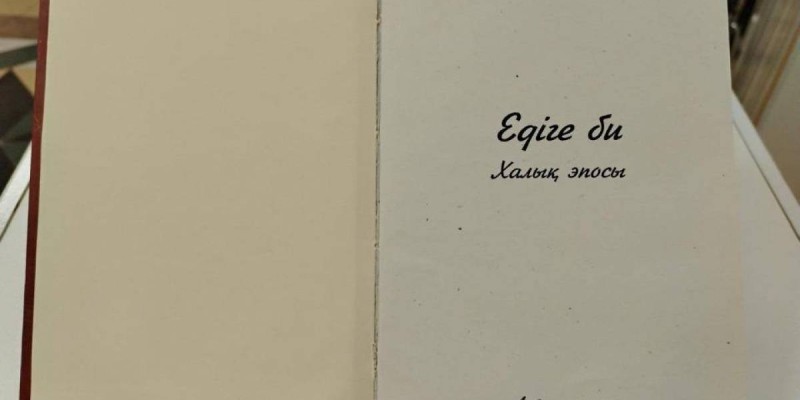 Едіге би
Халық эпосы